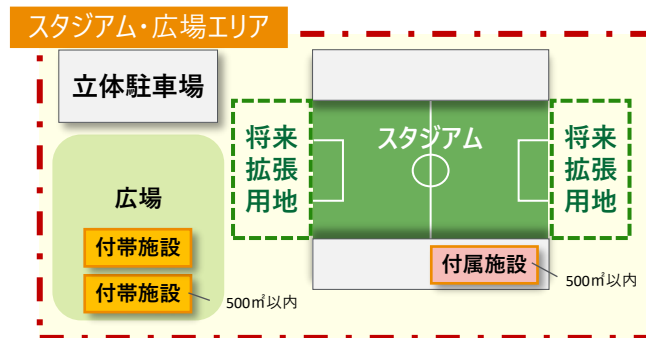 スタジアム・広場エリア
立体駐車場
将来
拡張
用地
スタジアム
将来
拡張
用地
広場
付帯施設
付帯施設
500㎡以内
付属施設
500㎡以内